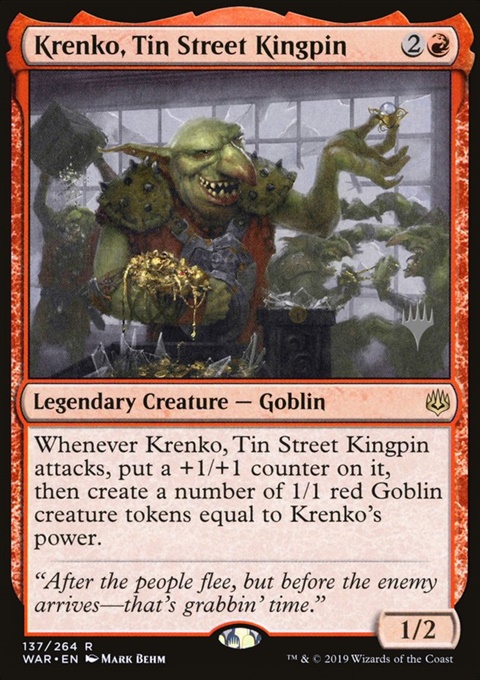 Krenko, Tin Street Kingpin 2
Legendary Creature — Goblin
Whenever Krenko, Tin Street Kingpin
attacks, put a +1/+1 counter on it,
then create a number of 1/1 red Goblin
creature tokens equal to Krenko's
power.
“After the people flee, but before the enemy
arrives—that's grabbin' time.”
1/2
137/264 R
WAR • EN Mark Behm
™ & © 2019 Wizards of the Coast